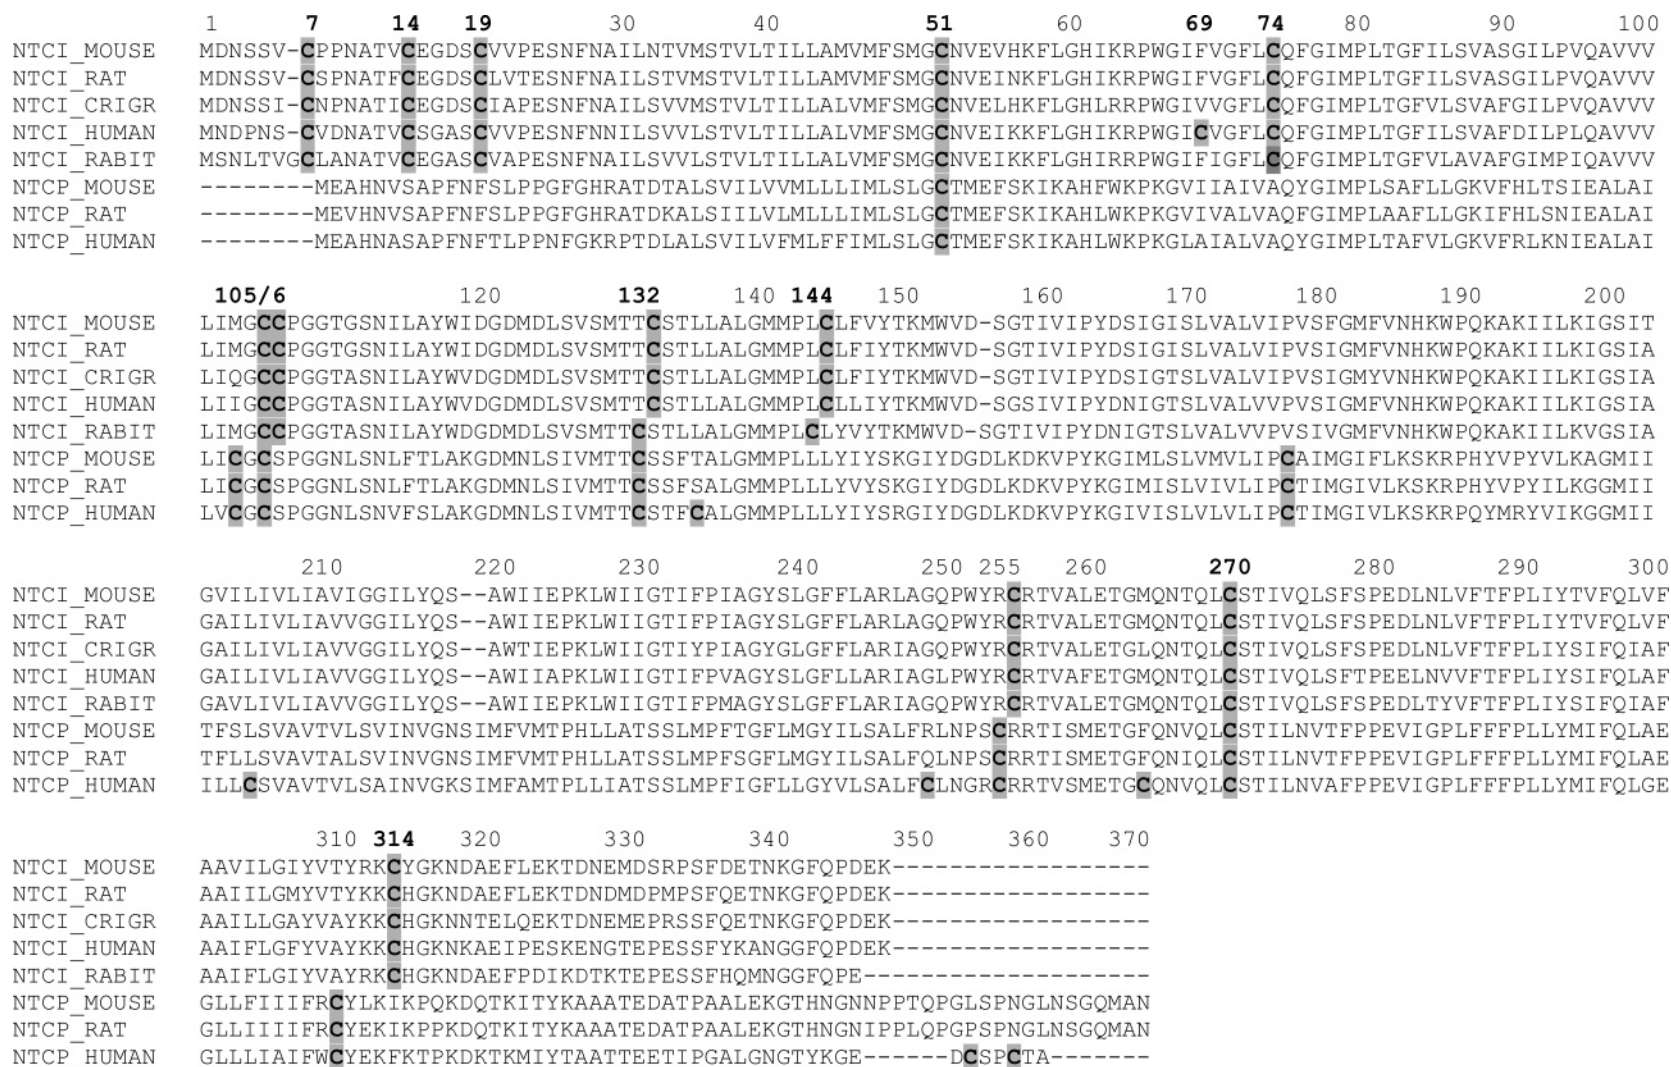 1 7 14 19 30 40 51 60 69 74 80 90 100
NTCI_MOUSE MDNSSV-CPPNATVCEGDSCVVPESNFNAILNTVMSTVLTILLAMVMFSMGCNVEVHKFLGHIKRPWGIFVGFLCQFGIMPLTGFILSVASGILPVQAVVV
NTCI_RAT MDNSSV-CSPNATFCEGDSCLVTESNFNAILSTVMSTVLTILLAMVMFSMGCNVEINKFLGHIKRPWGIFVGFLCQFGIMPLTGFILSVASGILPVQAVVV
NTCI_CRIGR MDNSSI-CNPNATICEGDSCIAPESNFNAILSVVMSTVLTILLALVMFSMGCNVELHKFLGHLRRPWGIVVGFLCQFGIMPLTGFVLSVAFGILPVQAVVV
NTCI_HUMAN MNDPNS-CVDNATVCSGASCVVPESNFNNILSVVLSTVLTILLALVMFSMGCNVEIKKFLGHIKRPWGICVGFLCQFGIMPLTGFILSVAFDILPLQAVVV
NTCI_RABIT MSNLTVGCLANATVCEGASCVAPESNFNAILSVVLSTVLTILLALVMFSMGCNVEIKKFLGHIRRPWGIFIGFLCQFGIMPLTGFVLAVAFGIMPIQAVVV
NTCP_MOUSE --------MEAHNVSAPFNFSLPPGFGHRATDTALSVILVVMLLLIMLSLGCTMEFSKIKAHFWKPKGVIIAIVAQYGIMPLSAFLLGKVFHLTSIEALAI
NTCP_RAT --------MEVHNVSAPFNFSLPPGFGHRATDKALSIILVLMLLLIMLSLGCTMEFSKIKAHLWKPKGVIVALVAQFGIMPLAAFLLGKIFHLSNIEALAI
NTCP_HUMAN --------MEAHNASAPFNFTLPPNFGKRPTDLALSVILVFMLFFIMLSLGCTMEFSKIKAHLWKPKGLAIALVAQYGIMPLTAFVLGKVFRLKNIEALAI
105/6 120 132 140 144 150 160 170 180 190 200
NTCI_MOUSE LIMGCCPGGTGSNILAYWIDGDMDLSVSMTTCSTLLALGMMPLCLFVYTKMWVD-SGTIVIPYDSIGISLVALVIPVSFGMFVNHKWPQKAKIILKIGSIT
NTCI_RAT LIMGCCPGGTGSNILAYWIDGDMDLSVSMTTCSTLLALGMMPLCLFIYTKMWVD-SGTIVIPYDSIGISLVALVIPVSIGMFVNHKWPQKAKIILKIGSIA
NTCI_CRIGR LIQGCCPGGTASNILAYWVDGDMDLSVSMTTCSTLLALGMMPLCLFIYTKMWVD-SGTIVIPYDSIGTSLVALVIPVSIGMYVNHKWPQKAKIILKIGSIA
NTCI_HUMAN LIIGCCPGGTASNILAYWVDGDMDLSVSMTTCSTLLALGMMPLCLLIYTKMWVD-SGSIVIPYDNIGTSLVALVVPVSIGMFVNHKWPQKAKIILKIGSIA
NTCI_RABIT LIMGCCPGGTASNILAYWDGDMDLSVSMTTCSTLLALGMMPLCLYVYTKMWVD-SGTIVIPYDNIGTSLVALVVPVSIVGMFVNHKWPQKAKIILKVGSIA
NTCP_MOUSE LICGCSPGGNLSNLFTLAKGDMNLSIVMTTCSSFTALGMMPLLLYIYSKGIYDGDLKDKVPYKGIMLSLVMVLIPCAIMGIFLKSKRPHYVPYVLKAGMII
NTCP_RAT LICGCSPGGNLSNLFTLAKGDMNLSIVMTTCSSFSALGMMPLLLYVYSKGIYDGDLKDKVPYKGIMISLVIVLIPCTIMGIVLKSKRPHYVPYILKGGMII
NTCP_HUMAN LVCGCSPGGNLSNVFSLAKGDMNLSIVMTTCSTFCALGMMPLLLYIYSRGIYDGDLKDKVPYKGIVISLVLVLIPCTIMGIVLKSKRPQYMRYVIKGGMII
210 220 230 240 250 255 260 270 280 290 300
NTCI_MOUSE GVILIVLIAVIGGILYQS--AWIIEPKLWIIGTIFPIAGYSLGFFLARLAGQPWYRCRTVALETGMQNTQLCSTIVQLSFSPEDLNLVFTFPLIYTVFQLVF
NTCI_RAT GAILIVLIAVVGGILYQS--AWIIEPKLWIIGTIFPIAGYSLGFFLARLAGQPWYRCRTVALETGMQNTQLCSTIVQLSFSPEDLNLVFTFPLIYTVFQLVF
NTCI_CRIGR GAILIVLIAVVGGILYQS--AWTIEPKLWIIGTIYPIAGYGLGFFLARIAGQPWYRCRTVALETGLQNTQLCSTIVQLSFSPEDLNLVFTFPLIYSIFQIAF
NTCI_HUMAN GAILIVLIAVVGGILYQS--AWIIAPKLWIIGTIFPVAGYSLGFFLARIAGLPWYRCRTVAFETGMQNTQLCSTIVQLSFTPEELNVVFTFPLIYSIFQLAF
NTCI_RABIT GAVLIVLIAVVGGILYQS--AWIIEPKLWIIGTIFPMAGYSLGFFLARIAGQPWYRCRTVALETGMQNTQLCSTIVQLSFSPEDLTYVFTFPLIYSIFQIAF
NTCP_MOUSE TFSLSVAVTVLSVINVGNSIMFVMTPHLLATSSLMPFTGFLMGYILSALFRLNPSCRRTISMETGFQNVQLCSTILNVTFPPEVIGPLFFFPLLYMIFQLAE
NTCP_RAT TFLLSVAVTALSVINVGNSIMFVMTPHLLATSSLMPFSGFLMGYILSALFQLNPSCRRTISMETGFQNIQLCSTILNVTFPPEVIGPLFFFPLLYMIFQLAE
NTCP_HUMAN ILLCSVAVTVLSAINVGKSIMFAMTPLLIATSSLMPFIGFLLGYVLSALFCLNGRCRRTVSMETGCQNVQLCSTILNVAFPPEVIGPLFFFPLLYMIFQLGE
310 314 320 330 340 350 360 370
NTCI_MOUSE AAVILGIYVTYRKCYGKNDAEFLEKTDNEMDSRPSFDETNKGFQPDEK------------------
NTCI_RAT AAIILGMYVTYKKCHGKNDAEFLEKTDNDMDPMPSFQETNKGFQPDEK------------------
NTCI_CRIGR AAILLGAYVAYKKCHGKNNTELQEKTDNEMEPRSSFQETNKGFQPDEK------------------
NTCI_HUMAN AAIFLGFYVAYKKCHGKNKAEIPESKENGTEPESSFYKANGGFQPDEK------------------
NTCI_RABIT AAIFLGIYVAYRKCHGKNDAEFPDIKDTKTEPESSFHQMNGGFQPE--------------------
NTCP_MOUSE GLLFIIIFRCYLKIKPQKDQTKITYKAAATEDATPAALEKGTHNGNNPPTQPGLSPNGLNSGQMAN
NTCP_RAT GLLIIIIFRCYEKIKPPKDQTKITYKAAATEDATPAALEKGTHNGNIPPLQPGPSPNGLNSGQMAN
NTCP_HUMAN GLLLIAIFWCYEKFKTPKDKTKMIYTAATTEETIPGALGNGTYKGE------DCSPCTA-------